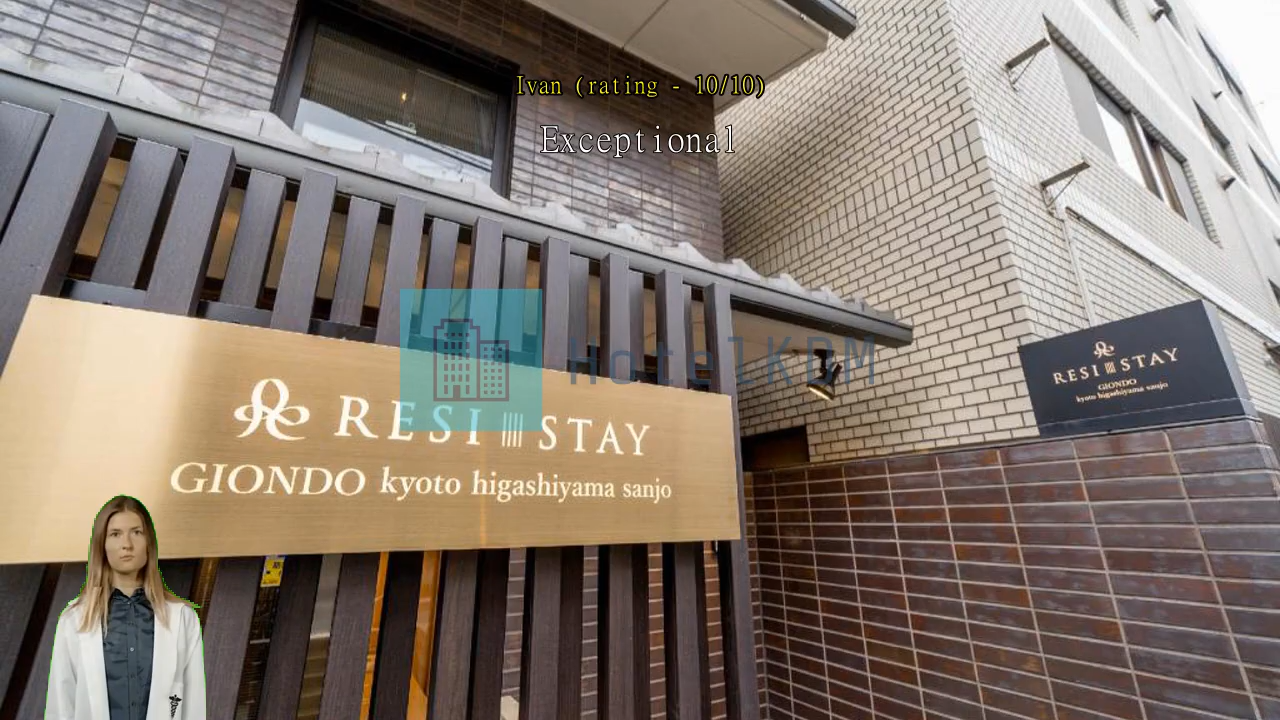 Ivan (rating - 10/10)
Exceptional
HotelKDM
RESI STAY
GIONDO kyoto higashiyama sanjo
RESI STAY
GIONDO
kyoto higashiyama sanjo